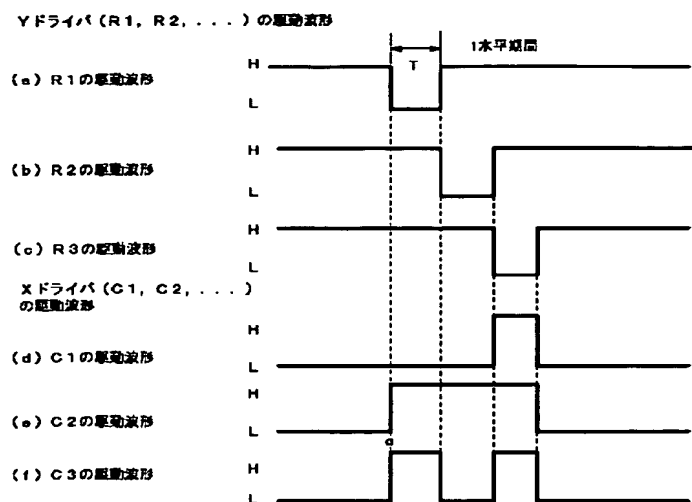 Yドライバ（R1，R2，．．．）の駆動波形
T
1水平期間
(a) R1の駆動波形
H
L
(b) R2の駆動波形
H
L
(c) R3の駆動波形
H
L
Xドライバ（C1，C2，．．．）
の駆動波形
(d) C1の駆動波形
H
L
(e) C2の駆動波形
H
L
a
(f) C3の駆動波形
H
L